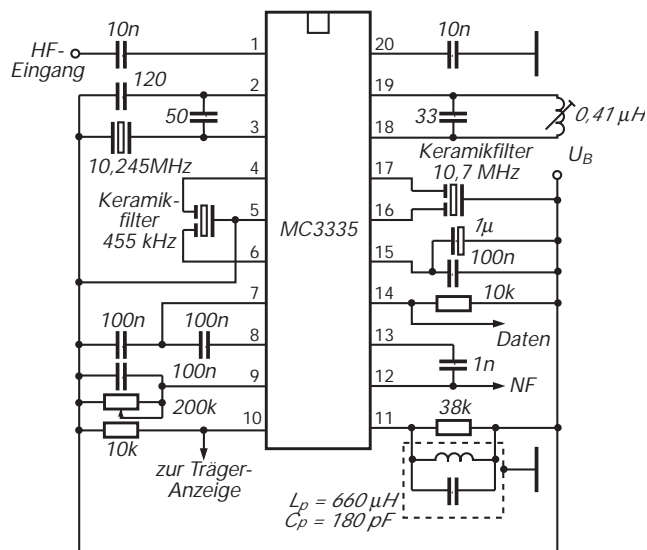 HF-
Eingang
10n
1
20
10n
120
2
19
50
33
0,41 µH
3
18
10,245MHz
Keramikfilter
10,7 MHz
U_B
4
17
Keramik-
filter
455 kHz
5
MC3335
16
1µ
6
15
100n
7
14
10k
Daten
100n
100n
8
13
100n
1n
9
12
NF
200k
10
11
38k
10k
zur Träger-
Anzeige
L_p = 660 µH
C_p = 180 pF